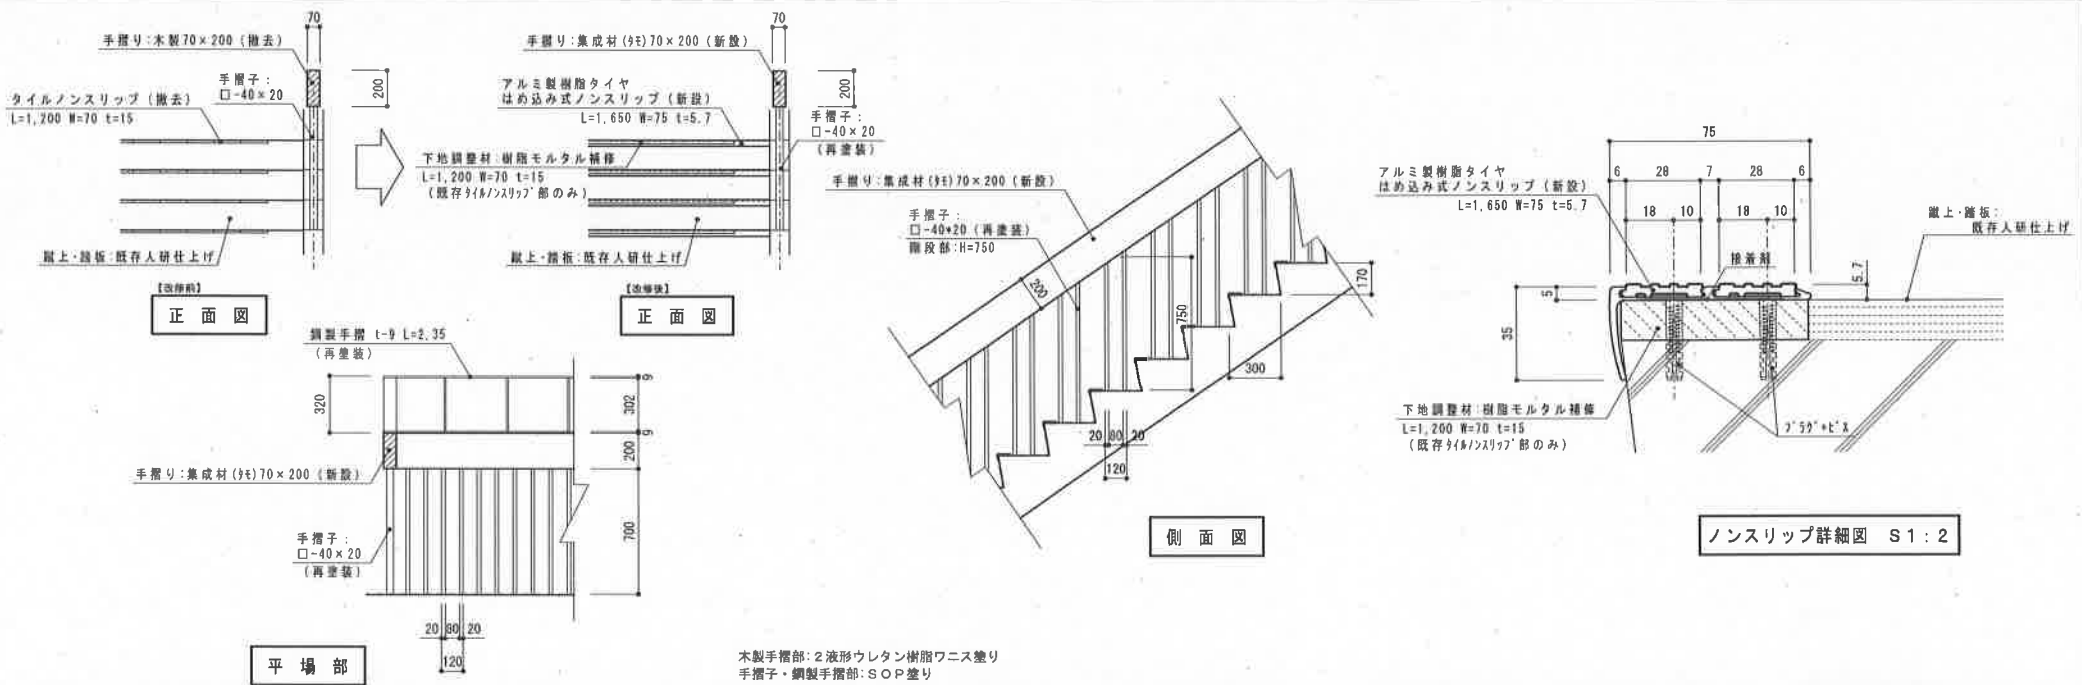 70
手摺り:木製70×200 (撤去)
手摺子:
□-40×20
200
タイルノンスリップ (撤去)
L=1,200 W=70 t=15
蹴上・踏板:既存人研仕上げ
【改修前】
正面図
70
手摺り:集成材(ﾀﾓ)70×200 (新設)
アルミ製樹脂タイヤ
はめ込み式ノンスリップ (新設)
L=1,650 W=75 t=5.7
200
手摺子:
□-40×20
(再塗装)
下地調整材:樹脂モルタル補修
L=1,200 W=70 t=15
(既存ﾀｲﾙﾉﾝｽﾘｯﾌﾟ部のみ)
蹴上・踏板:既存人研仕上げ
【改修後】
正面図
鋼製手摺 t-9 L=2.35
(再塗装)
320
9
302
9
200
700
手摺り:集成材(ﾀﾓ)70×200 (新設)
手摺子:
□-40×20
(再塗装)
20 80 20
120
平場部
手摺り:集成材(ﾀﾓ)70×200 (新設)
手摺子:
□-40*20 (再塗装)
階段部:H=750
200
750
170
300
20 80 20
120
側面図
木製手摺部:2液形ウレタン樹脂ワニス塗り
手摺子・鋼製手摺部:SOP塗り
75
6 28 7 28 6
18 10 18 10
アルミ製樹脂タイヤ
はめ込み式ノンスリップ (新設)
L=1,650 W=75 t=5.7
蹴上・踏板:
既存人研仕上げ
接着剤
5.7
5
35
下地調整材:樹脂モルタル補修
L=1,200 W=70 t=15
(既存ﾀｲﾙﾉﾝｽﾘｯﾌﾟ部のみ)
ﾌﾟﾗｸﾞ+ﾋﾞｽ
ノンスリップ詳細図 S1:2